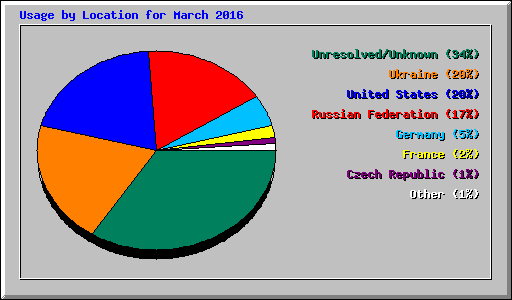 Usage by Location for March 2016
Unresolved/Unknown (34%)
Ukraine (20%)
United States (20%)
Russian Federation (17%)
Germany (5%)
France (2%)
Czech Republic (1%)
Other (1%)